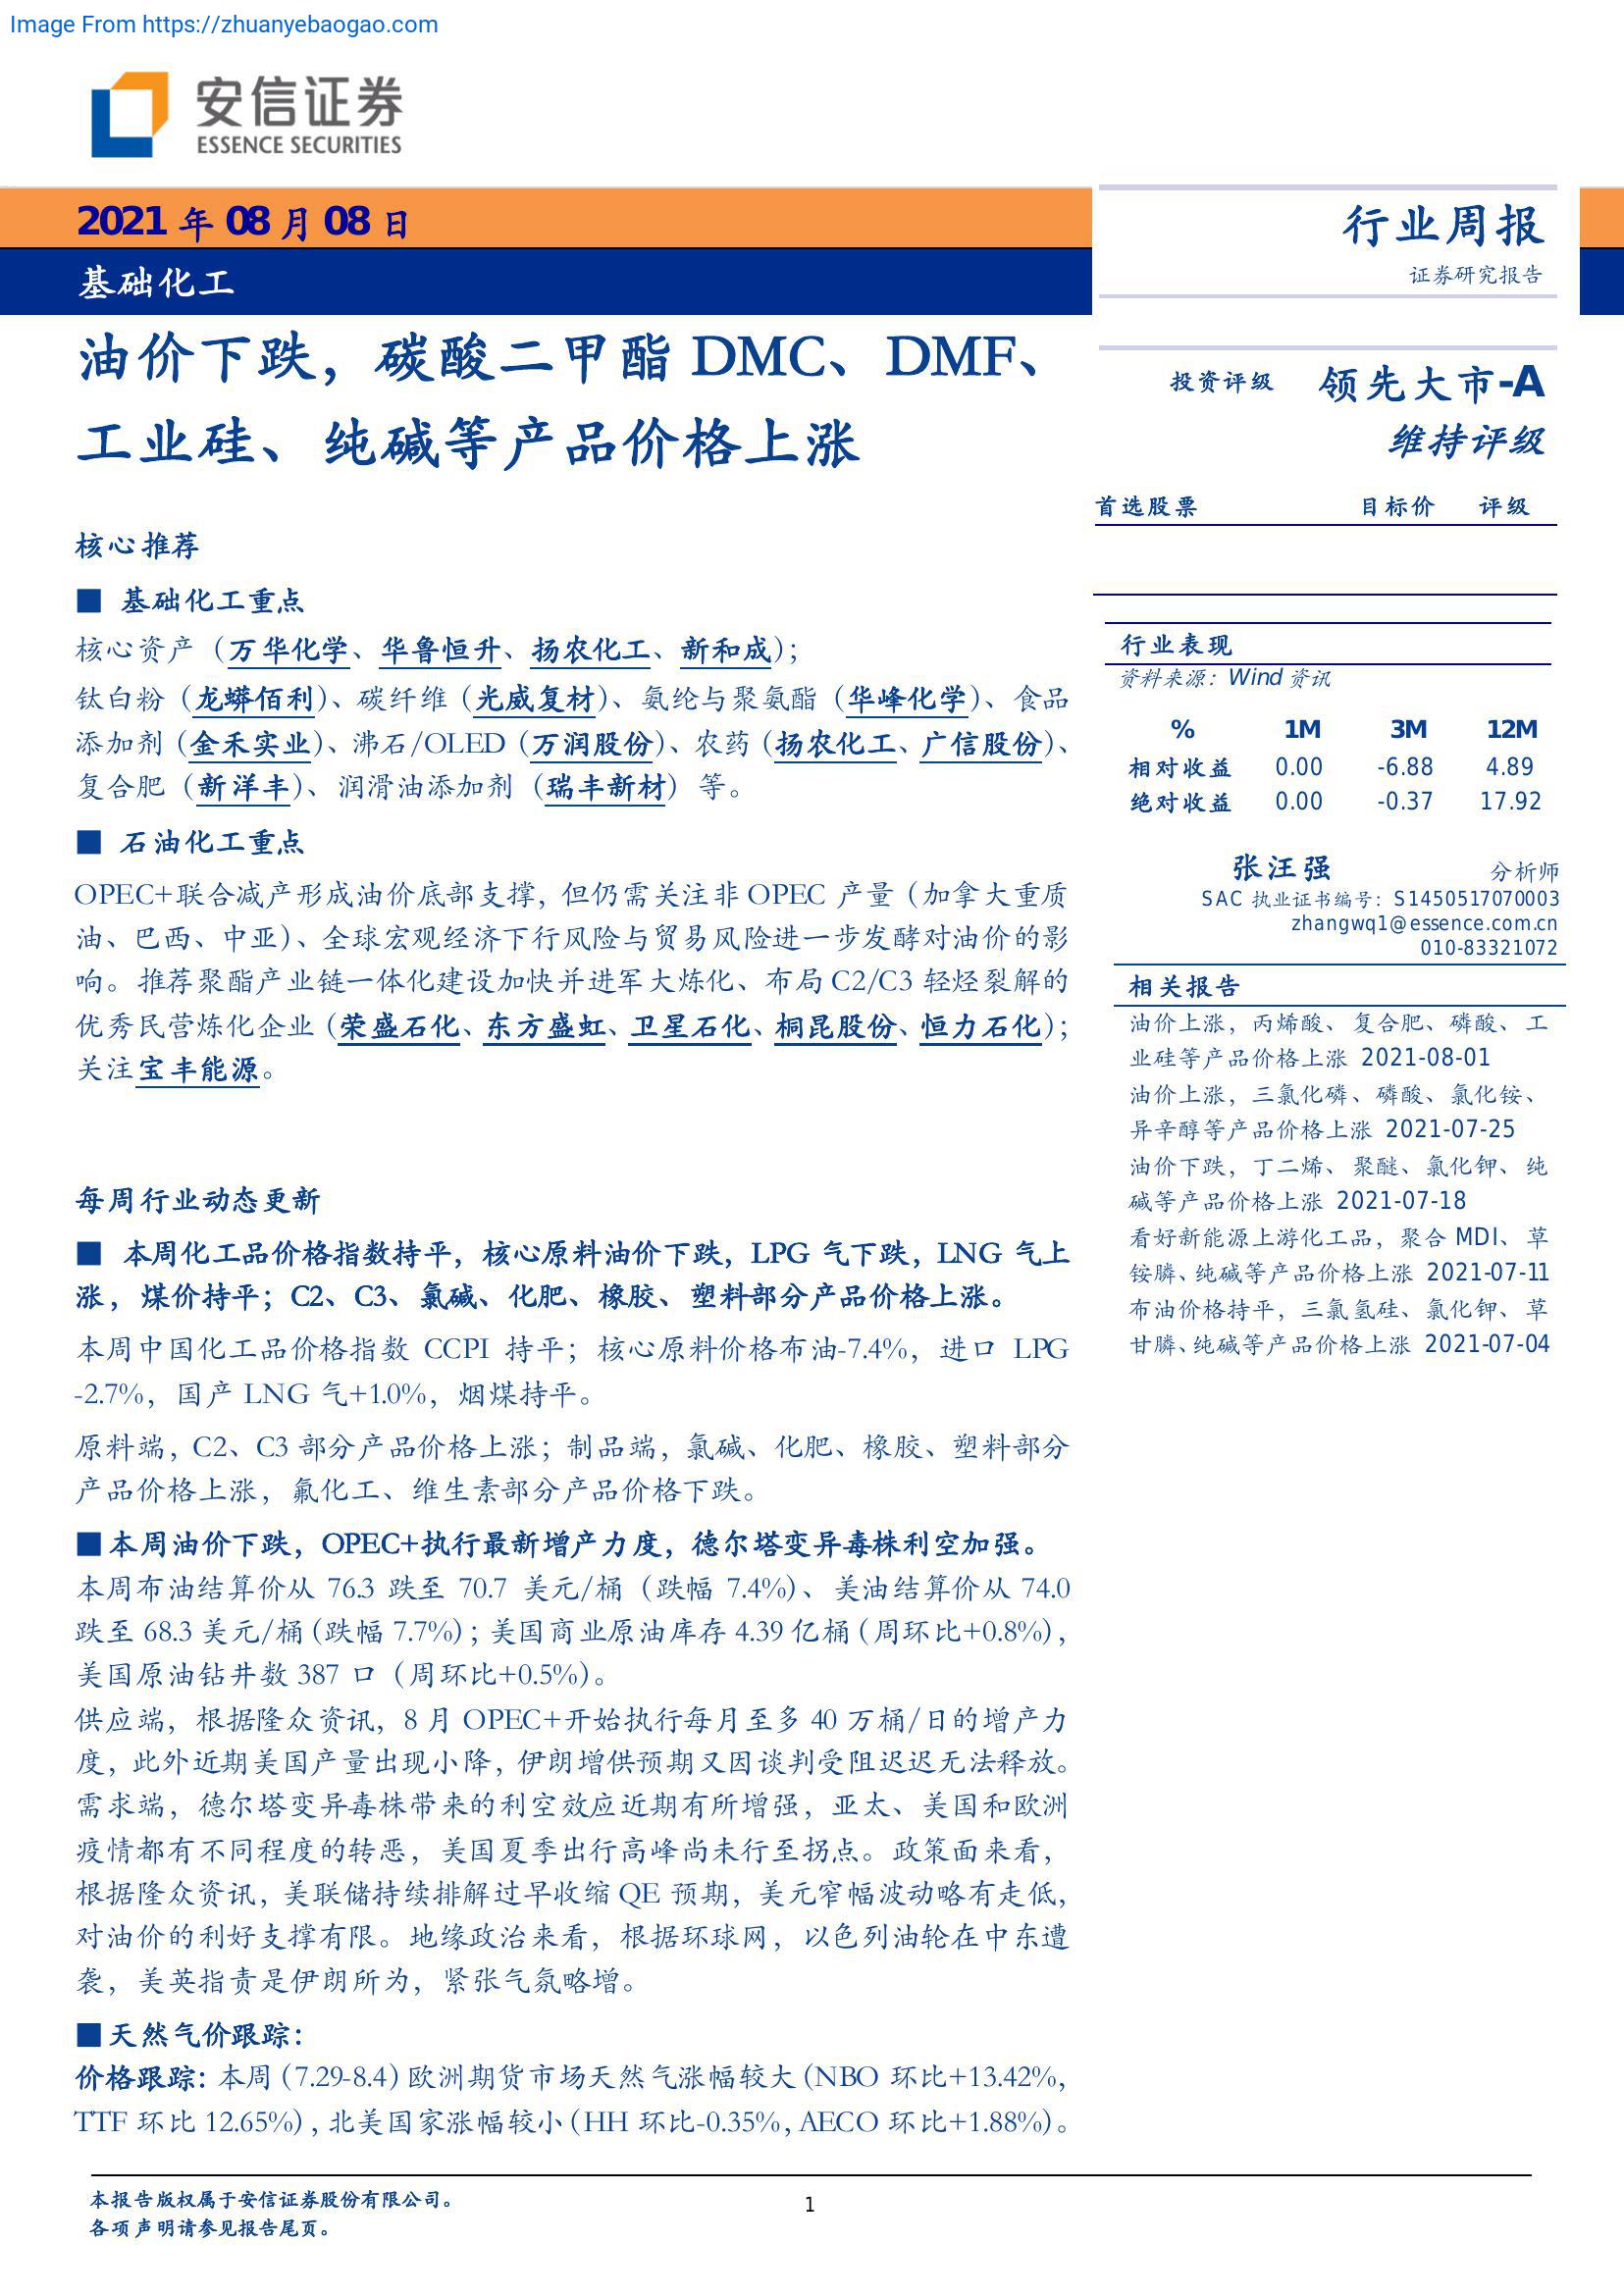 Image From https://zhuanyebaogao.com
安信证券
ESSENCE SECURITIES
2021 年 08 月 08 日
基础化工
行业周报
证券研究报告
油价下跌，碳酸二甲酯 DMC、DMF、
工业硅、纯碱等产品价格上涨
核心推荐
■ 基础化工重点
核心资产（万华化学、华鲁恒升、扬农化工、新和成）；
钛白粉（龙蟒佰利）、碳纤维（光威复材）、氨纶与聚氨酯（华峰化学）、食品
添加剂（金禾实业）、沸石/OLED（万润股份）、农药（扬农化工、广信股份）、
复合肥（新洋丰）、润滑油添加剂（瑞丰新材）等。
■ 石油化工重点
OPEC+联合减产形成油价底部支撑，但仍需关注非 OPEC 产量（加拿大重质
油、巴西、中亚）、全球宏观经济下行风险与贸易风险进一步发酵对油价的影
响。推荐聚酯产业链一体化建设加快并进军大炼化、布局 C2/C3 轻烃裂解的
优秀民营炼化企业（荣盛石化、东方盛虹、卫星石化、桐昆股份、恒力石化）；
关注宝丰能源。
每周行业动态更新
■ 本周化工品价格指数持平，核心原料油价下跌，LPG 气下跌，LNG 气上
涨，煤价持平；C2、C3、氯碱、化肥、橡胶、塑料部分产品价格上涨。
本周中国化工品价格指数 CCPI 持平；核心原料价格布油-7.4%，进口 LPG
-2.7%，国产 LNG 气+1.0%，烟煤持平。
原料端，C2、C3 部分产品价格上涨；制品端，氯碱、化肥、橡胶、塑料部分
产品价格上涨，氟化工、维生素部分产品价格下跌。
■本周油价下跌，OPEC+执行最新增产力度，德尔塔变异毒株利空加强。
本周布油结算价从 76.3 跌至 70.7 美元/桶（跌幅 7.4%）、美油结算价从 74.0
跌至 68.3 美元/桶（跌幅 7.7%）；美国商业原油库存 4.39 亿桶（周环比+0.8%），
美国原油钻井数 387 口（周环比+0.5%）。
供应端，根据隆众资讯，8 月 OPEC+开始执行每月至多 40 万桶/日的增产力
度，此外近期美国产量出现小降，伊朗增供预期又因谈判受阻迟迟无法释放。
需求端，德尔塔变异毒株带来的利空效应近期有所增强，亚太、美国和欧洲
疫情都有不同程度的转恶，美国夏季出行高峰尚未行至拐点。政策面来看，
根据隆众资讯，美联储持续排解过早收缩 QE 预期，美元窄幅波动略有走低，
对油价的利好支撑有限。地缘政治来看，根据环球网，以色列油轮在中东遭
袭，美英指责是伊朗所为，紧张气氛略增。
■天然气价跟踪：
价格跟踪：本周（7.29-8.4）欧洲期货市场天然气涨幅较大（NBO 环比+13.42%，
TTF 环比 12.65%），北美国家涨幅较小（HH 环比-0.35%，AECO 环比+1.88%）。
投资评级 领先大市-A
维持评级
首选股票 目标价 评级
行业表现
资料来源：Wind 资讯
% 1M 3M 12M
相对收益 0.00 -6.88 4.89
绝对收益 0.00 -0.37 17.92
张汪强 分析师
SAC 执业证书编号：S1450517070003
zhangwq1@essence.com.cn
010-83321072
相关报告
油价上涨，丙烯酸、复合肥、磷酸、工
业硅等产品价格上涨 2021-08-01
油价上涨，三氯化磷、磷酸、氯化铵、
异辛醇等产品价格上涨 2021-07-25
油价下跌，丁二烯、聚醚、氯化钾、纯
碱等产品价格上涨 2021-07-18
看好新能源上游化工品，聚合 MDI、草
铵膦、纯碱等产品价格上涨 2021-07-11
布油价格持平，三氯氢硅、氯化钾、草
甘膦、纯碱等产品价格上涨 2021-07-04
本报告版权属于安信证券股份有限公司。
各项声明请参见报告尾页。
1